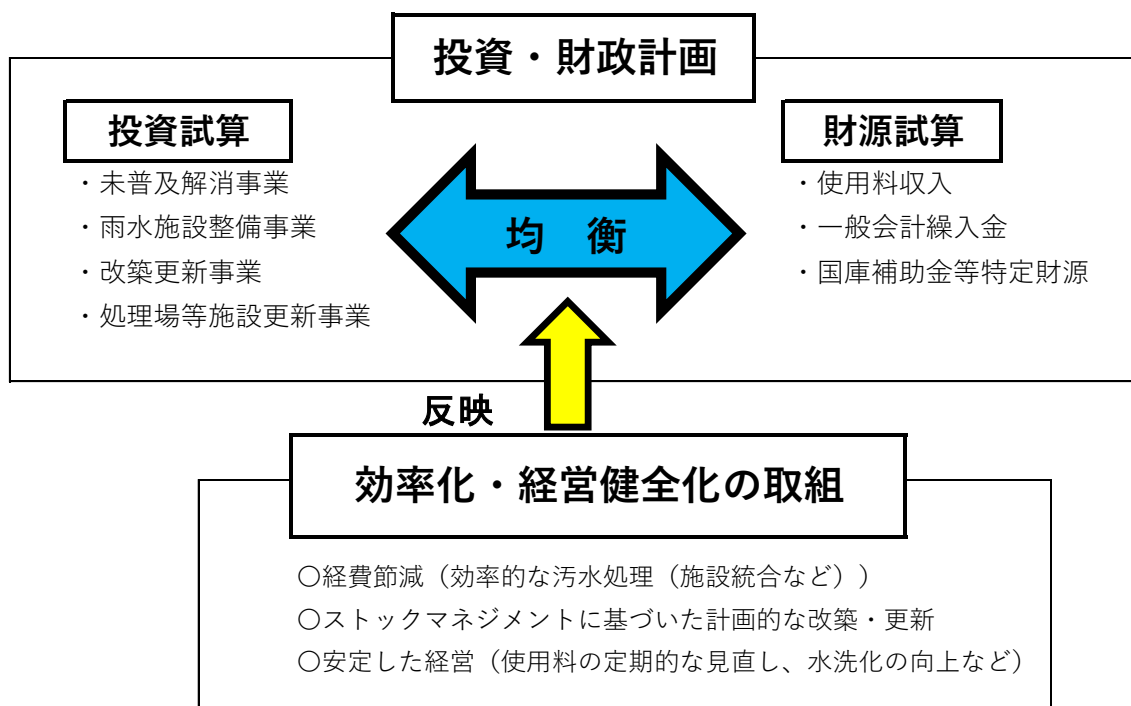 投資・財政計画
投資試算
・未普及解消事業
・雨水施設整備事業
・改築更新事業
・処理場等施設更新事業
均　衡
財源試算
・使用料収入
・一般会計繰入金
・国庫補助金等特定財源
反映
効率化・経営健全化の取組
〇経費節減（効率的な汚水処理（施設統合など））
〇ストックマネジメントに基づいた計画的な改築・更新
〇安定した経営（使用料の定期的な見直し、水洗化の向上など）